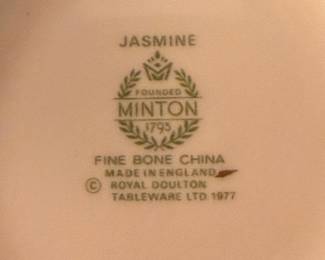 JASMINE
FOUNDED
MINTON
1793
FINE BONE CHINA
MADE IN ENGLAND
© ROYAL DOULTON
TABLEWARE LTD. 1977